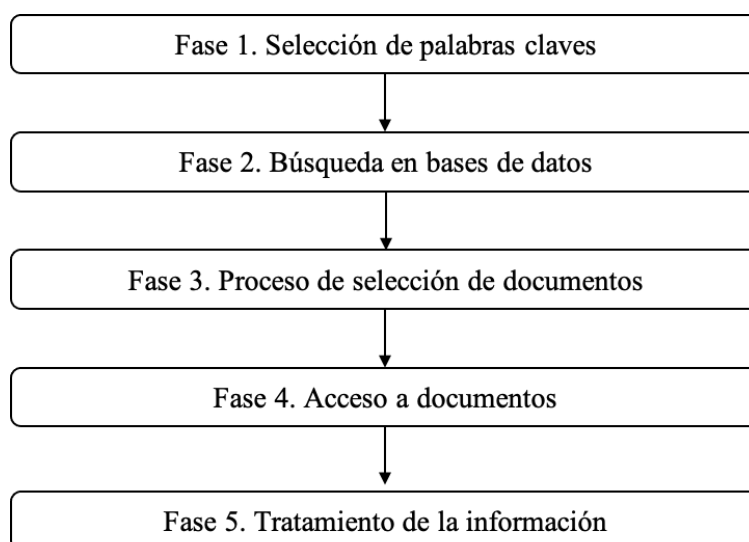 Fase 1. Selección de palabras claves
Fase 2. Búsqueda en bases de datos
Fase 3. Proceso de selección de documentos
Fase 4. Acceso a documentos
Fase 5. Tratamiento de la información